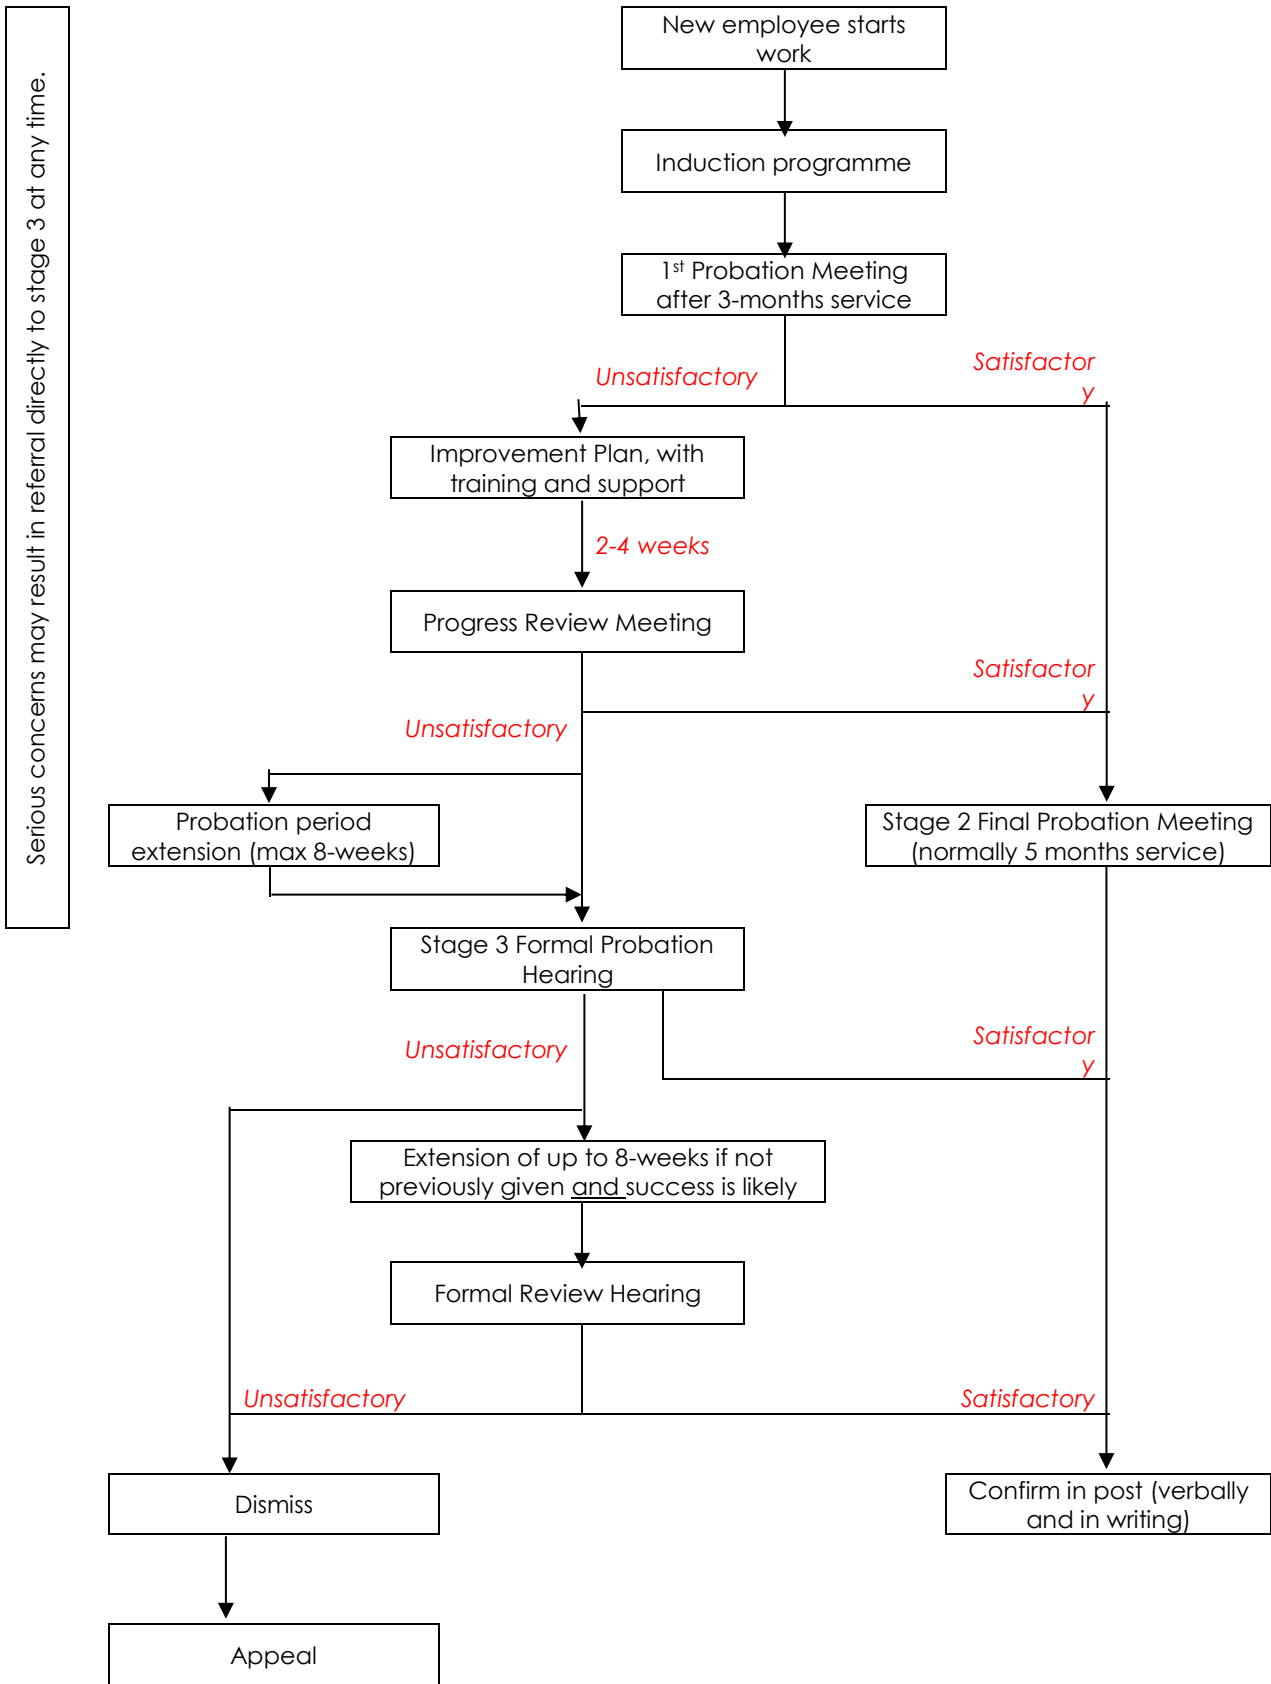 Serious concerns may result in referral directly to stage 3 at any time.
New employee starts
work
Induction programme
1st Probation Meeting
after 3-months service
Unsatisfactory
Satisfactor
y
Improvement Plan, with
training and support
2-4 weeks
Progress Review Meeting
Satisfactor
y
Unsatisfactory
Probation period
extension (max 8-weeks)
Stage 2 Final Probation Meeting
(normally 5 months service)
Stage 3 Formal Probation
Hearing
Unsatisfactory
Satisfactor
y
Extension of up to 8-weeks if not
previously given and success is likely
Formal Review Hearing
Unsatisfactory
Satisfactory
Dismiss
Confirm in post (verbally
and in writing)
Appeal